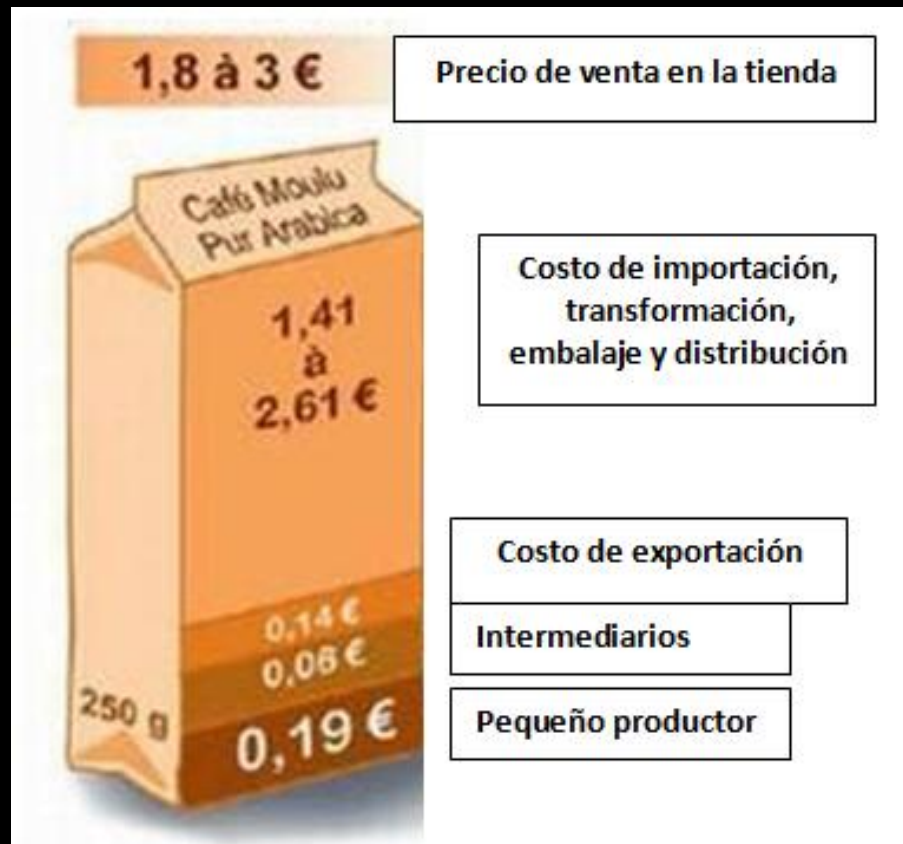 1,8 à 3 €
Precio de venta en la tienda
Café Moulu
Pur Arabica
1,41
à
2,61 €
Costo de importación,
transformación,
embalaje y distribución
0,14 €
Costo de exportación
0,06 €
Intermediarios
250 g
0,19 €
Pequeño productor